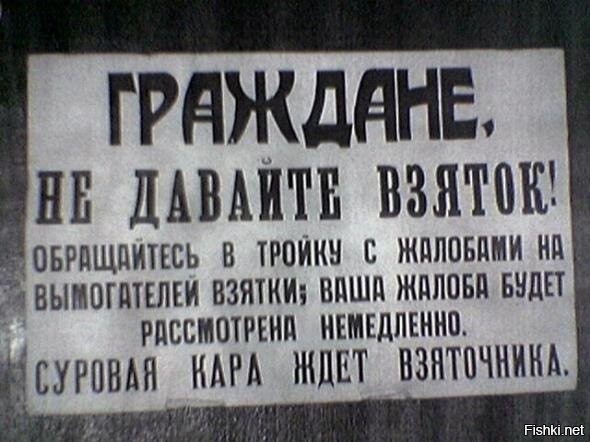 ГРАЖДАНЕ,
НЕ ДАВАЙТЕ ВЗЯТОК!
ОБРАЩАЙТЕСЬ В ТРОЙКУ С ЖАЛОБАМИ НА
ВЫМОГАТЕЛЕЙ ВЗЯТКИ; ВАША ЖАЛОБА БУДЕТ
РАССМОТРЕНА НЕМЕДЛЕННО.
СУРОВАЯ КАРА ЖДЕТ ВЗЯТОЧНИКА.
Fishki.net